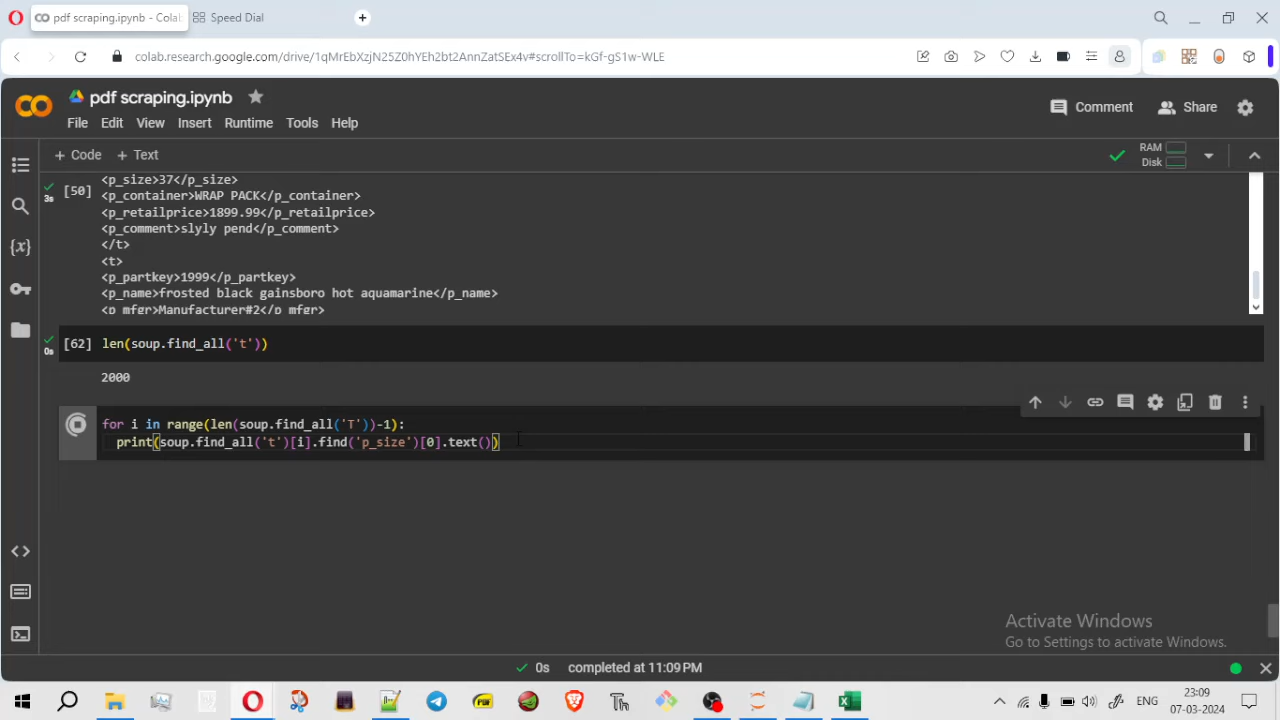 pdf scraping.ipynb - Colab
Speed Dial
colab.research.google.com/drive/1qMrEbXzjN25Z0hYEh2bt2AnnZatSEx4v#scrollTo=kGf-gS1w-WLE
pdf scraping.ipynb
File Edit View Insert Runtime Tools Help
Comment Share
+ Code + Text
RAM
Disk
<p_size>37</p_size>
[50]
3s
<p_container>WRAP PACK</p_container>
<p_retailprice>1899.99</p_retailprice>
<p_comment>slyly pend</p_comment>
</t>
<t>
<p_partkey>1999</p_partkey>
<p_name>frosted black gainsboro hot aquamarine</p_name>
<p_mfgr>Manufacturer#2</p_mfgr>
[62] len(soup.find_all('t'))
0s
2000
for i in range(len(soup.find_all('T'))-1):
print(soup.find_all('t')[i].find('p_size')[0].text())
Activate Windows
Go to Settings to activate Windows.
0s completed at 11:09 PM
ENG
23:09
07-03-2024